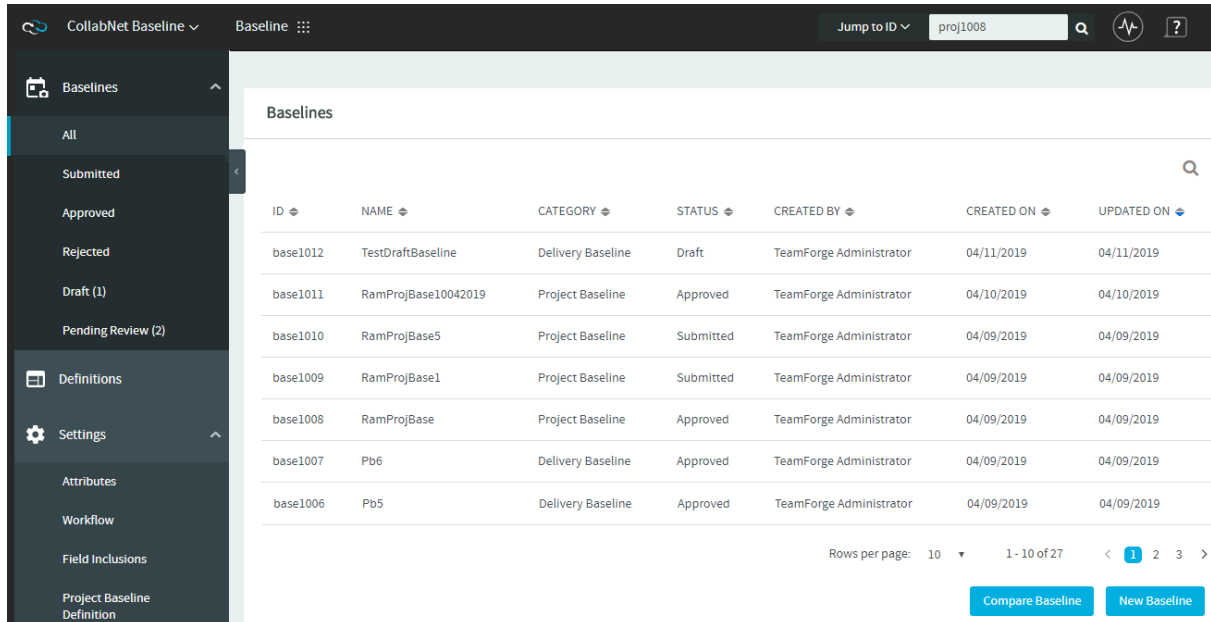 CollabNet Baseline
Baseline
Jump to ID
proj1008
?
Baselines
All
Submitted
Approved
Rejected
Draft (1)
Pending Review (2)
Definitions
Settings
Attributes
Workflow
Field Inclusions
Project Baseline
Definition
Baselines
ID NAME CATEGORY STATUS CREATED BY CREATED ON UPDATED ON
base1012 TestDraftBaseline Delivery Baseline Draft TeamForge Administrator 04/11/2019 04/11/2019
base1011 RamProjBase10042019 Project Baseline Approved TeamForge Administrator 04/10/2019 04/10/2019
base1010 RamProjBase5 Project Baseline Submitted TeamForge Administrator 04/09/2019 04/09/2019
base1009 RamProjBase1 Project Baseline Submitted TeamForge Administrator 04/09/2019 04/09/2019
base1008 RamProjBase Project Baseline Approved TeamForge Administrator 04/09/2019 04/09/2019
base1007 Pb6 Delivery Baseline Approved TeamForge Administrator 04/09/2019 04/09/2019
base1006 Pb5 Delivery Baseline Approved TeamForge Administrator 04/09/2019 04/09/2019
Rows per page: 10 1 - 10 of 27 < 1 2 3 >
Compare Baseline New Baseline